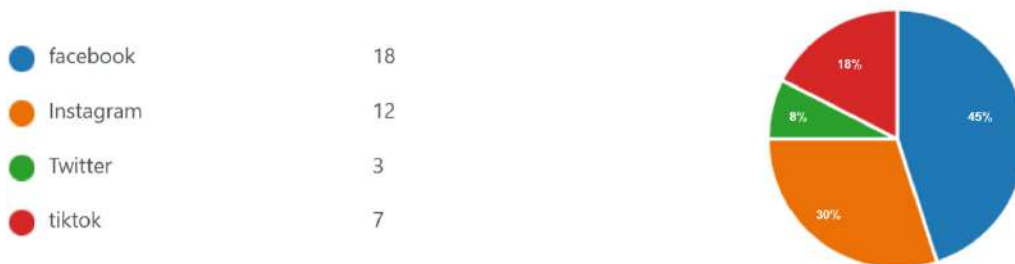 facebook 18
Instagram 12
Twitter 3
tiktok 7
18%
45%
8%
30%